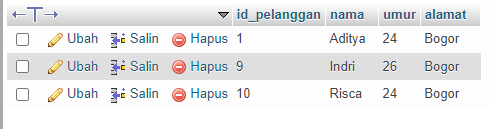 id_pelanggan nama umur alamat
Ubah Salin Hapus 1 Aditya 24 Bogor
Ubah Salin Hapus 9 Indri 26 Bogor
Ubah Salin Hapus 10 Risca 24 Bogor